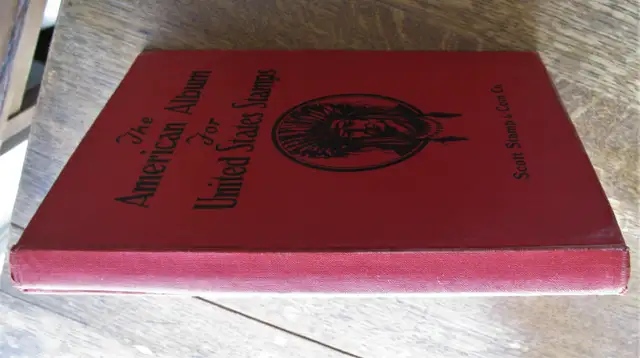 The
American Album
For
United States Stamps
Scott Stamp & Coin Co.